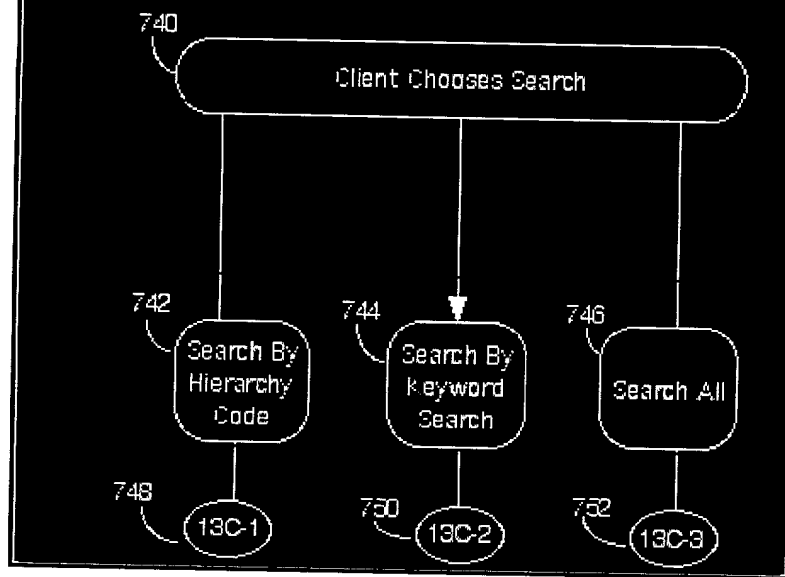 740
Client Chooses Search
742
744
746
Search By
Hierarchy
Code
Search By
Keyword
Search
Search All
748
750
752
13C-1
13C-2
13C-3